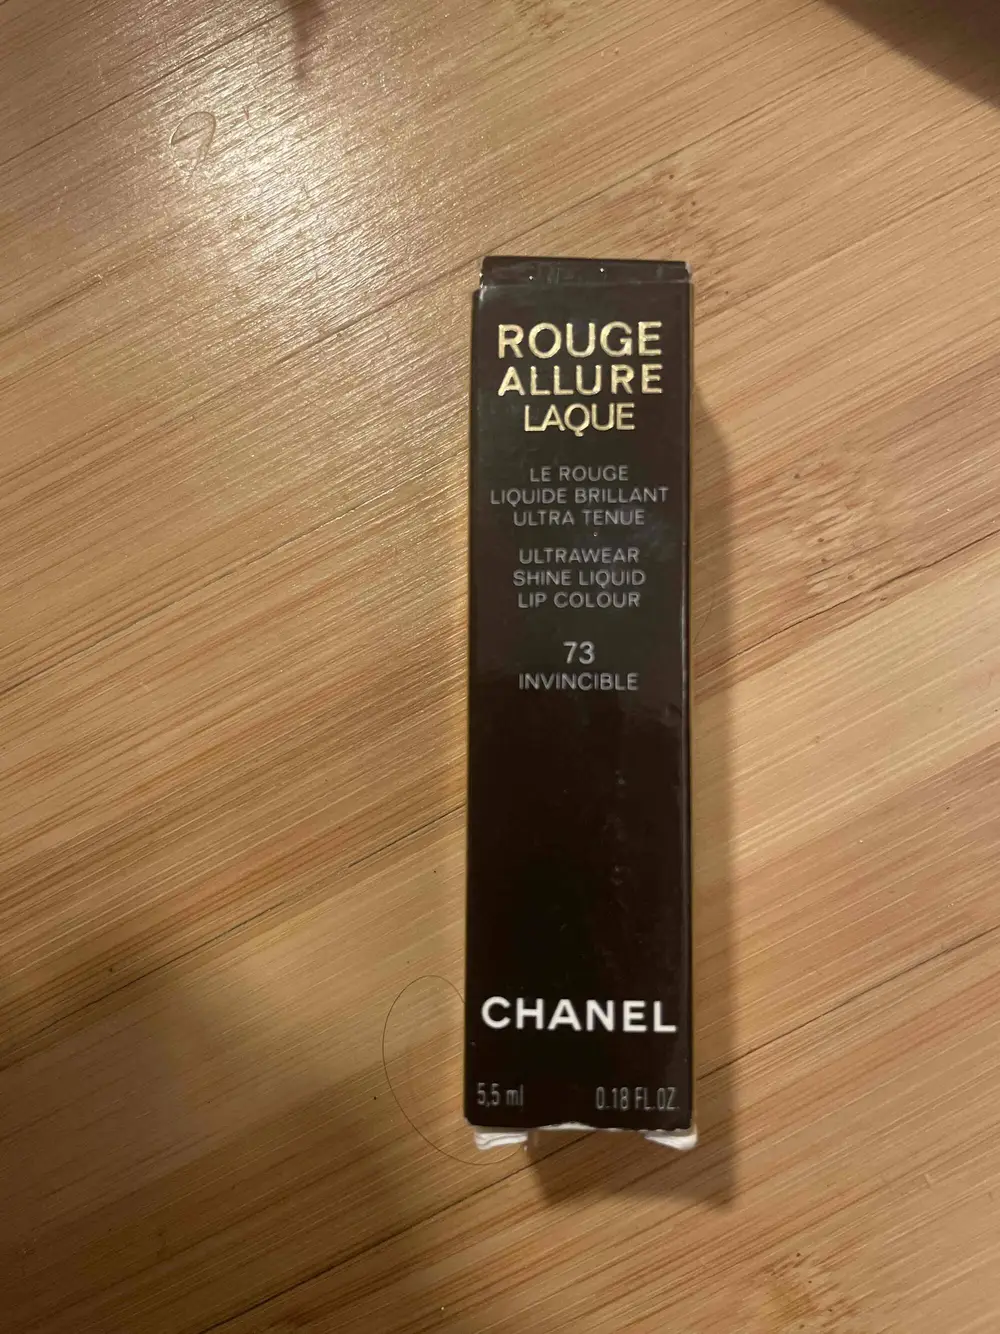 ROUGE
ALLURE
LAQUE
LE ROUGE
LIQUIDE BRILLANT
ULTRA TENUE
ULTRAWEAR
SHINE LIQUID
LIP COLOUR
73
INVINCIBLE
CHANEL
5,5 ml 0.18 FL.OZ.